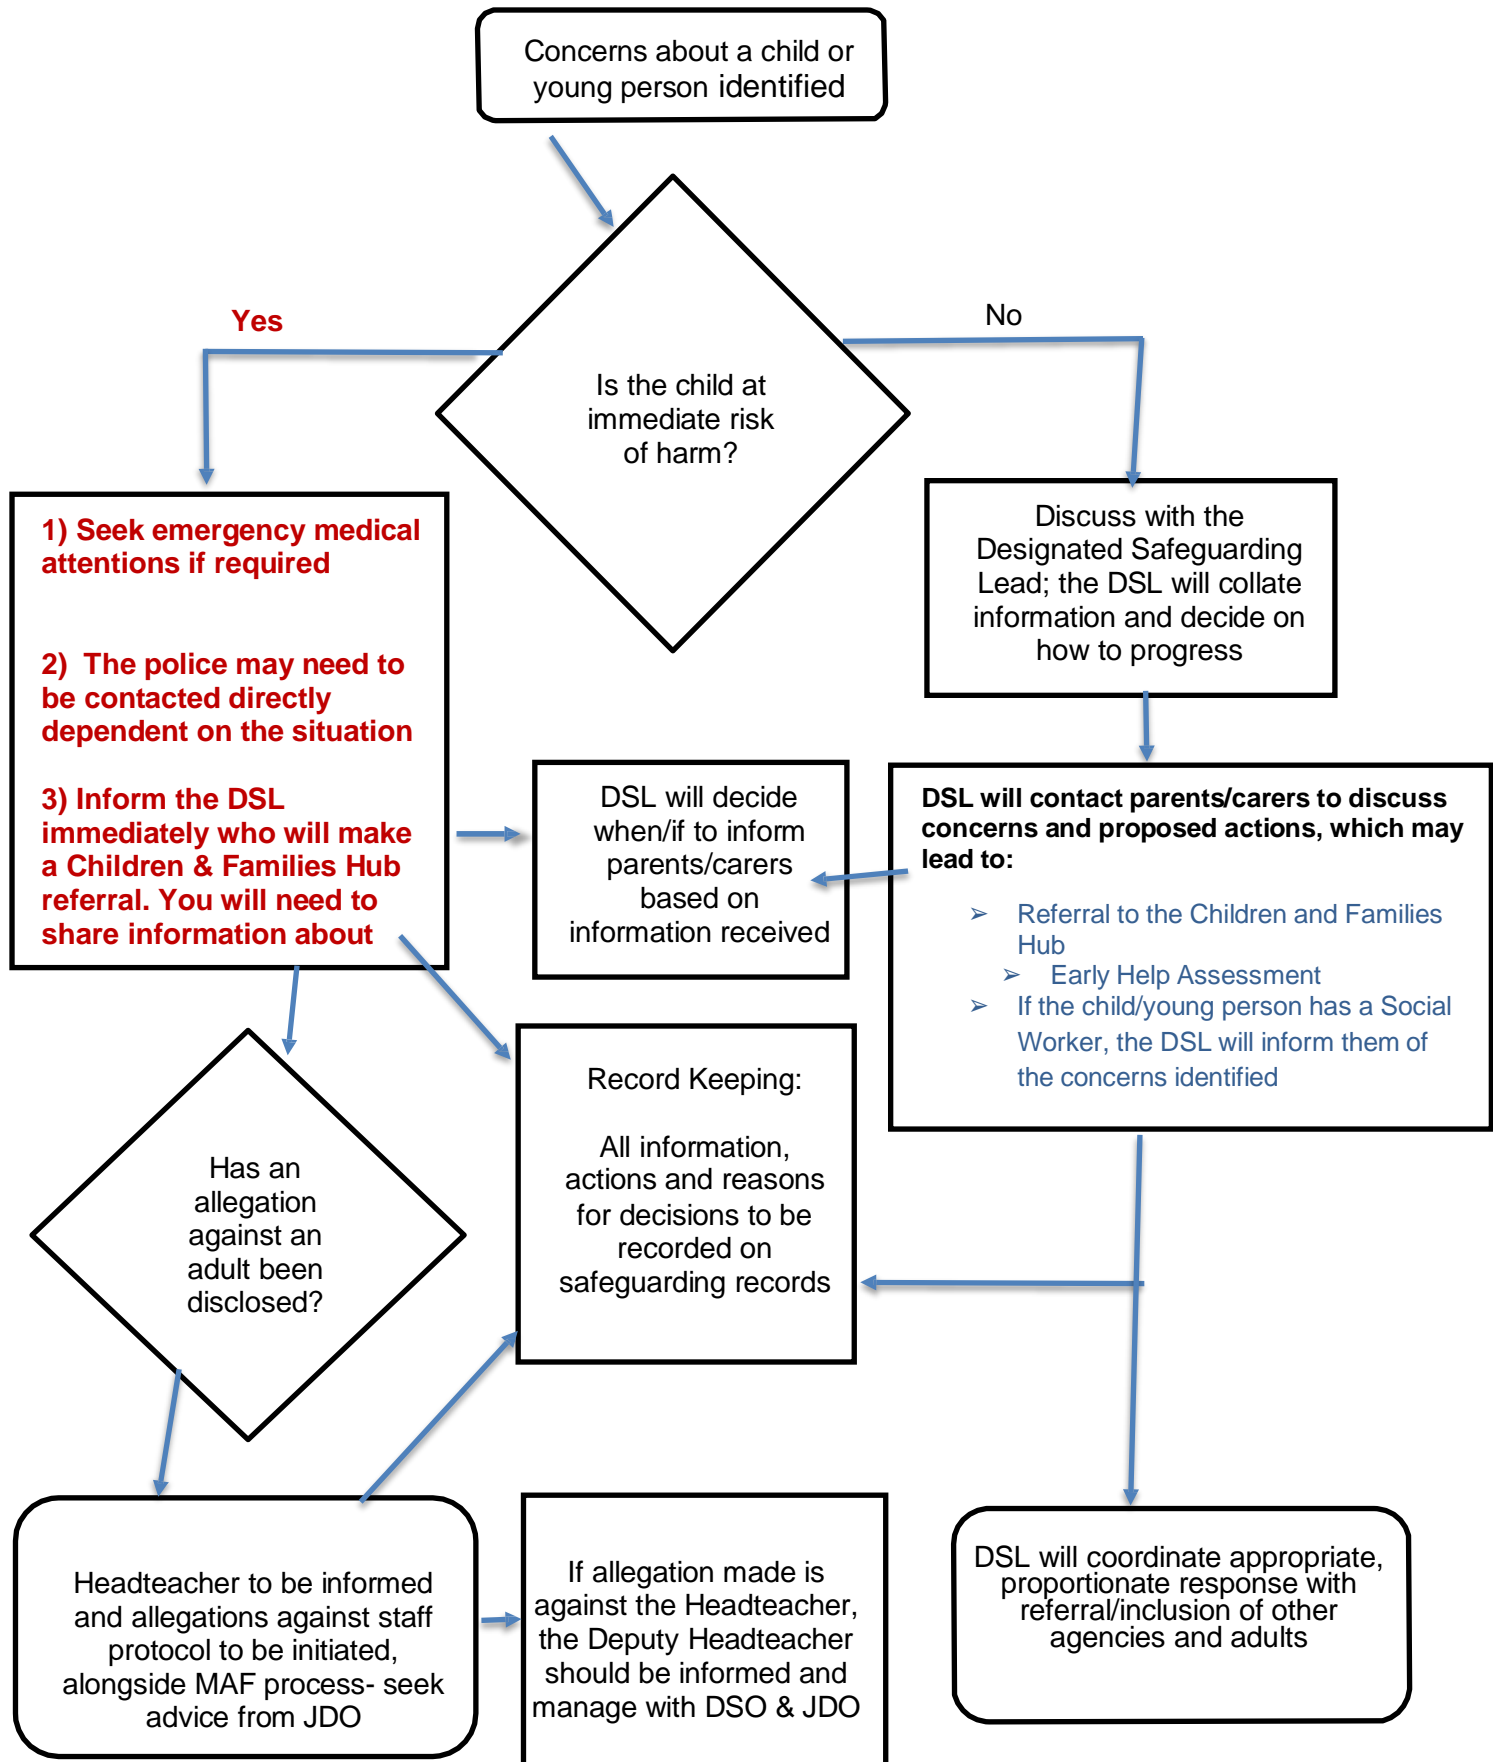 Concerns about a child or
young person identified
Yes
No
Is the child at
immediate risk
of harm?
1) Seek emergency medical
attentions if required
2) The police may need to
be contacted directly
dependent on the situation
3) Inform the DSL
immediately who will make
a Children & Families Hub
referral. You will need to
share information about
Discuss with the
Designated Safeguarding
Lead; the DSL will collate
information and decide on
how to progress
DSL will decide
when/if to inform
parents/carers
based on
information received
DSL will contact parents/carers to discuss
concerns and proposed actions, which may
lead to:
➢ Referral to the Children and Families
Hub
➢ Early Help Assessment
➢ If the child/young person has a Social
Worker, the DSL will inform them of
the concerns identified
Record Keeping:
All information,
actions and reasons
for decisions to be
recorded on
safeguarding records
Has an
allegation
against an
adult been
disclosed?
Headteacher to be informed
and allegations against staff
protocol to be initiated,
alongside MAF process- seek
advice from JDO
If allegation made is
against the Headteacher,
the Deputy Headteacher
should be informed and
manage with DSO & JDO
DSL will coordinate appropriate,
proportionate response with
referral/inclusion of other
agencies and adults